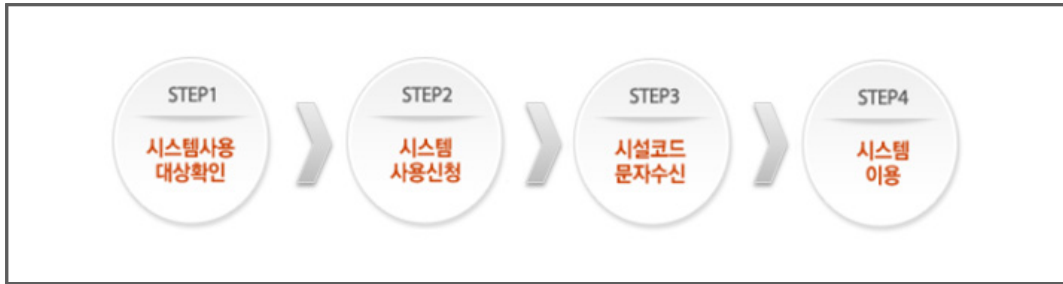 STEP1
시스템사용
대상확인
STEP2
시스템
사용신청
STEP3
시설코드
문자수신
STEP4
시스템
이용